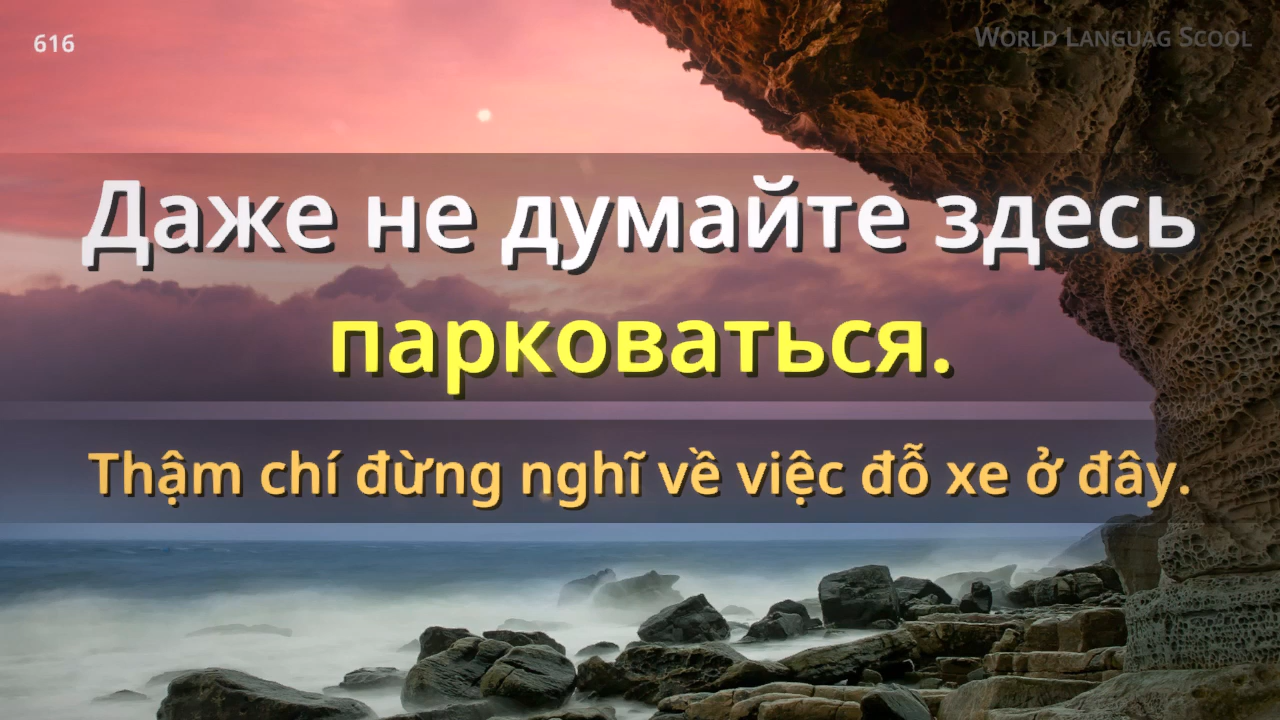 616
World Languag Scool
Даже не думайте здесь
парковаться.
Thậm chí đừng nghĩ về việc đỗ xe ở đây.